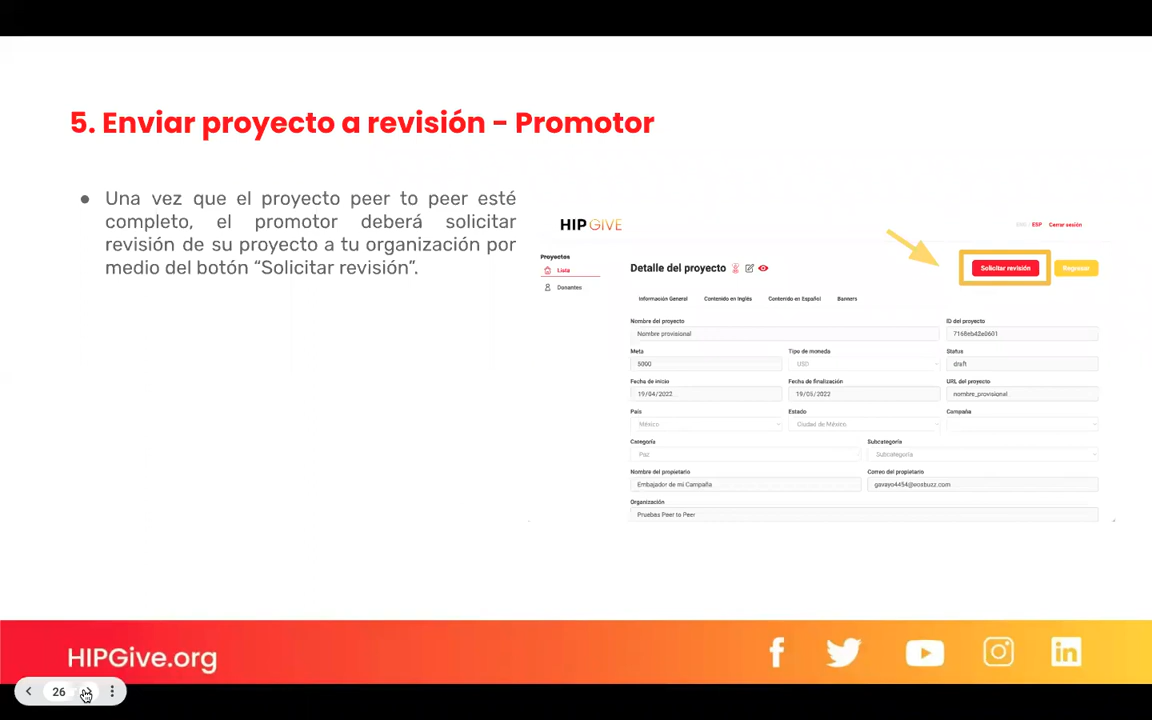 5. Enviar proyecto a revisión - Promotor
● Una vez que el proyecto peer to peer esté
completo, el promotor deberá solicitar
revisión de su proyecto a tu organización por
medio del botón “Solicitar revisión”.
HIPGIVE
ESP Cerrar sesión
Proyectos
Lista
Donantes
Detalle del proyecto
Solicitar revisión
Regresar
Información General Contenido en Inglés Contenido en Español Banners
Nombre del proyecto ID del proyecto
Nombre provisional 7168eb42e0601
Meta Tipo de moneda Status
5000 USD draft
Fecha de inicio Fecha de finalización URL del proyecto
19/04/2022 19/05/2022 nombre_provisional
País Estado Campaña
México Ciudad de México
Categoría Subcategoría
Paz Subcategoría
Nombre del propietario Correo del propietario
Embajador de mi Campaña
Organización
Pruebas Peer to Peer
HIPGive.org
26